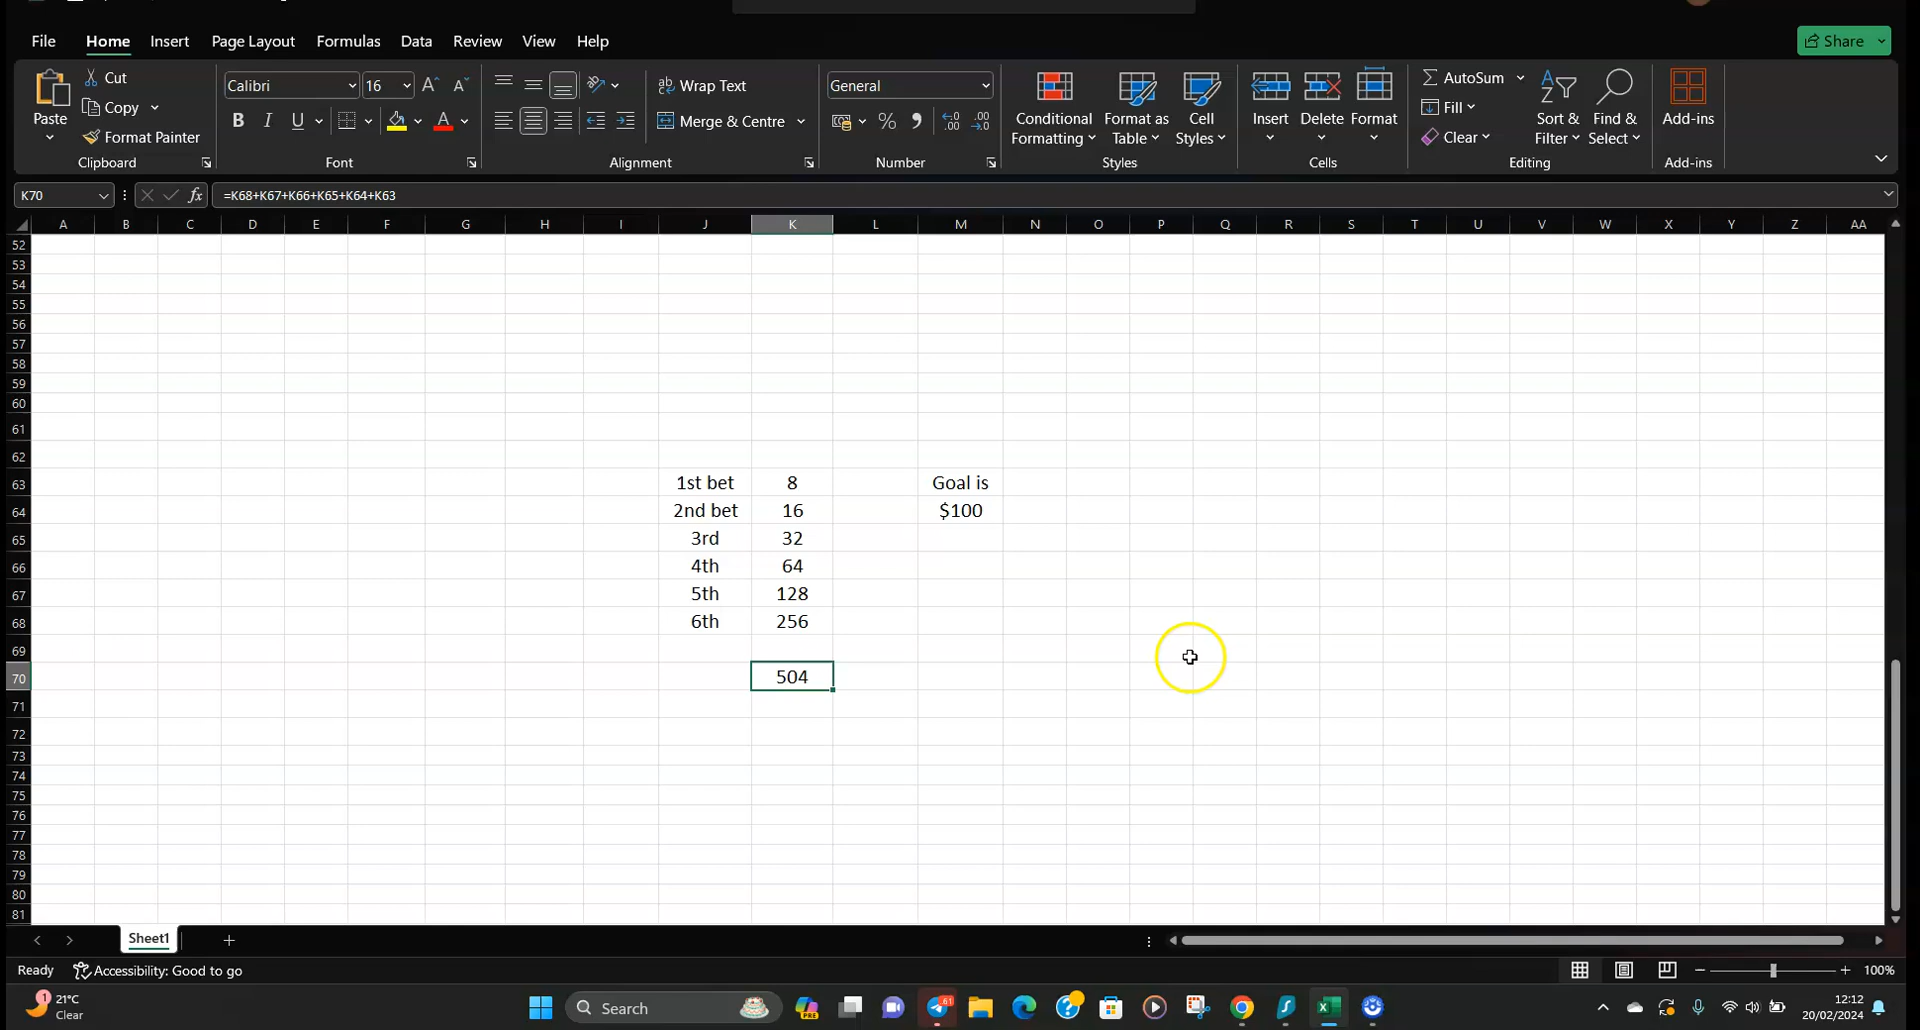 File Home Insert Page Layout Formulas Data Review View Help Share
Paste Cut Copy Format Painter Clipboard
Calibri 16 B I U A Font
Wrap Text Merge & Centre Alignment
General % Number
Conditional Formatting Format as Table Cell Styles Styles
Insert Delete Format Cells
AutoSum Fill Clear Sort & Filter Find & Select Editing
Add-ins Add-ins
K70 fx =K68+K67+K66+K65+K64+K63
A B C D E F G H I J K L M N O P Q R S T U V W X Y Z AA
52
53
54
55
56
57
58
59
60
61
62
63 1st bet 8 Goal is
64 2nd bet 16 $100
65 3rd 32
66 4th 64
67 5th 128
68 6th 256
69
70 504
71
72
73
74
75
76
77
78
79
80
81
Sheet1
Ready Accessibility: Good to go 100%
1 21°C Search PRE 61 12:12
Clear 20/02/2024